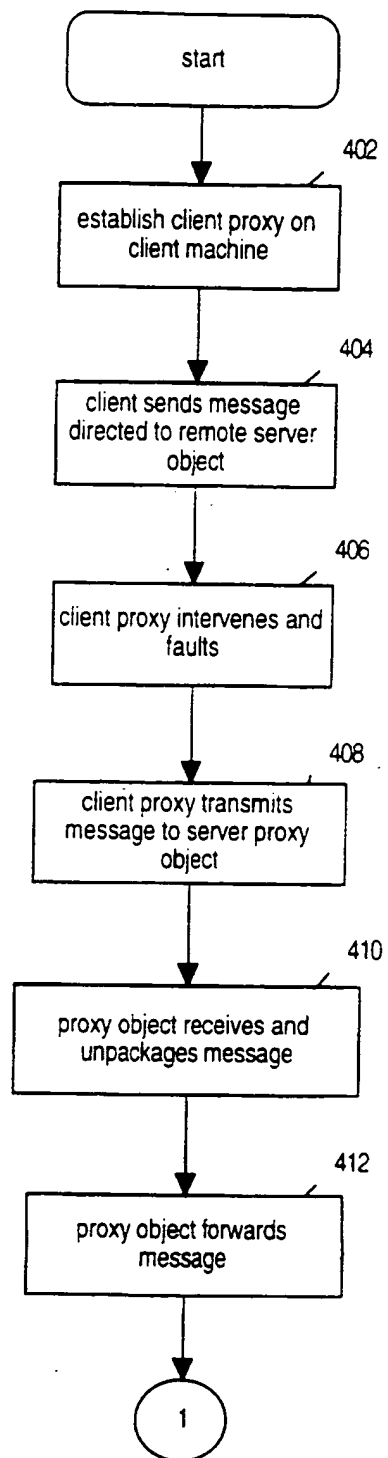 start
402
establish client proxy on
client machine
404
client sends message
directed to remote server
object
406
client proxy intervenes and
faults
408
client proxy transmits
message to server proxy
object
410
proxy object receives and
unpackages message
412
proxy object forwards
message
1